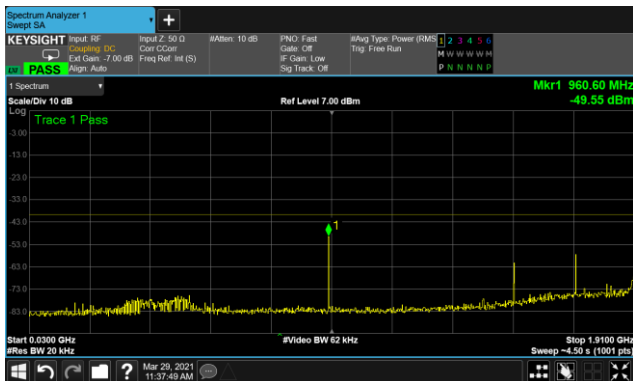 Spectrum Analyzer 1
Swept SA
+
KEYSIGHT
Input: RF
Coupling: DC
Ext Gain: -7.00 dB
Align: Auto
Input Z: 50 Ω
Corr CCorr
Freq Ref: Int (S)
#Atten: 10 dB
PNO: Fast
Gate: Off
IF Gain: Low
Sig Track: Off
#Avg Type: Power (RMS
Trig: Free Run
1 2 3 4 5 6
M W W W W M
P N N N N P
PASS
1 Spectrum
Scale/Div 10 dB
Ref Level 7.00 dBm
Mkr1 960.60 MHz
-49.55 dBm
Log
Trace 1 Pass
-3.00
-13.0
-23.0
-33.0
-43.0
-53.0
-63.0
-73.0
-83.0
1
Start 0.0300 GHz
#Res BW 20 kHz
#Video BW 62 kHz
Stop 1.9100 GHz
Sweep ~4.50 s (1001 pts)
?
Mar 29, 2021
11:37:49 AM